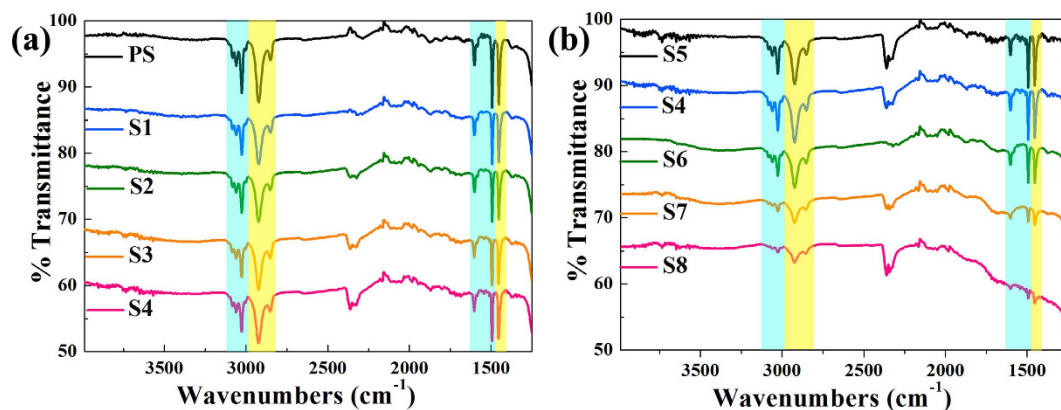 (a)
100
90
80
70
60
50
% Transmittance
PS
S1
S2
S3
S4
3500 3000 2500 2000 1500
Wavenumbers (cm⁻¹)
(b)
100
90
80
70
60
50
% Transmittance
S5
S4
S6
S7
S8
3500 3000 2500 2000 1500
Wavenumbers (cm⁻¹)